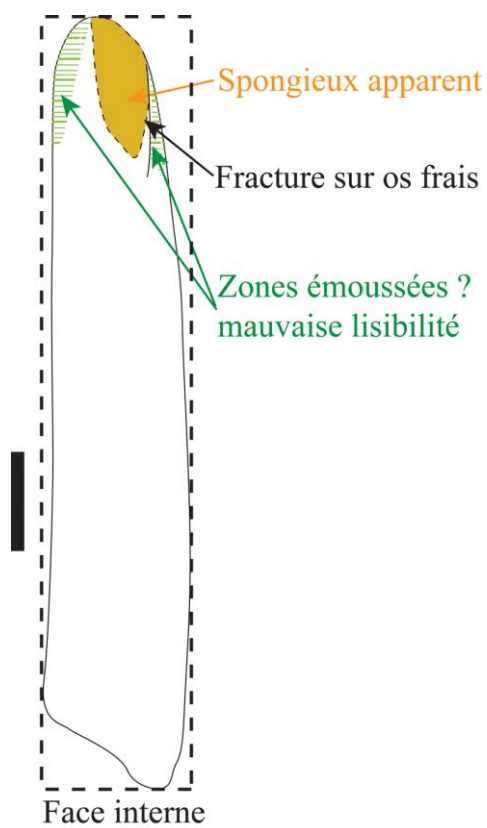 Spongieux apparent
Fracture sur os frais
Zones émoussées ?
mauvaise lisibilité
Face interne